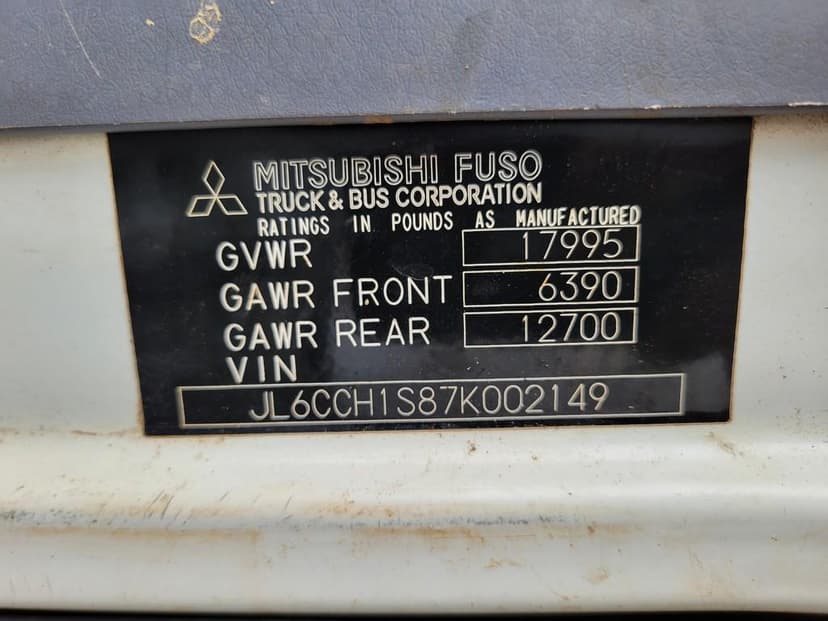 MITSUBISHI FUSO
TRUCK & BUS CORPORATION
RATINGS IN POUNDS AS MANUFACTURED
GVWR 17995
GAWR FRONT 6390
GAWR REAR 12700
VIN
JL6CCH1S87K002149